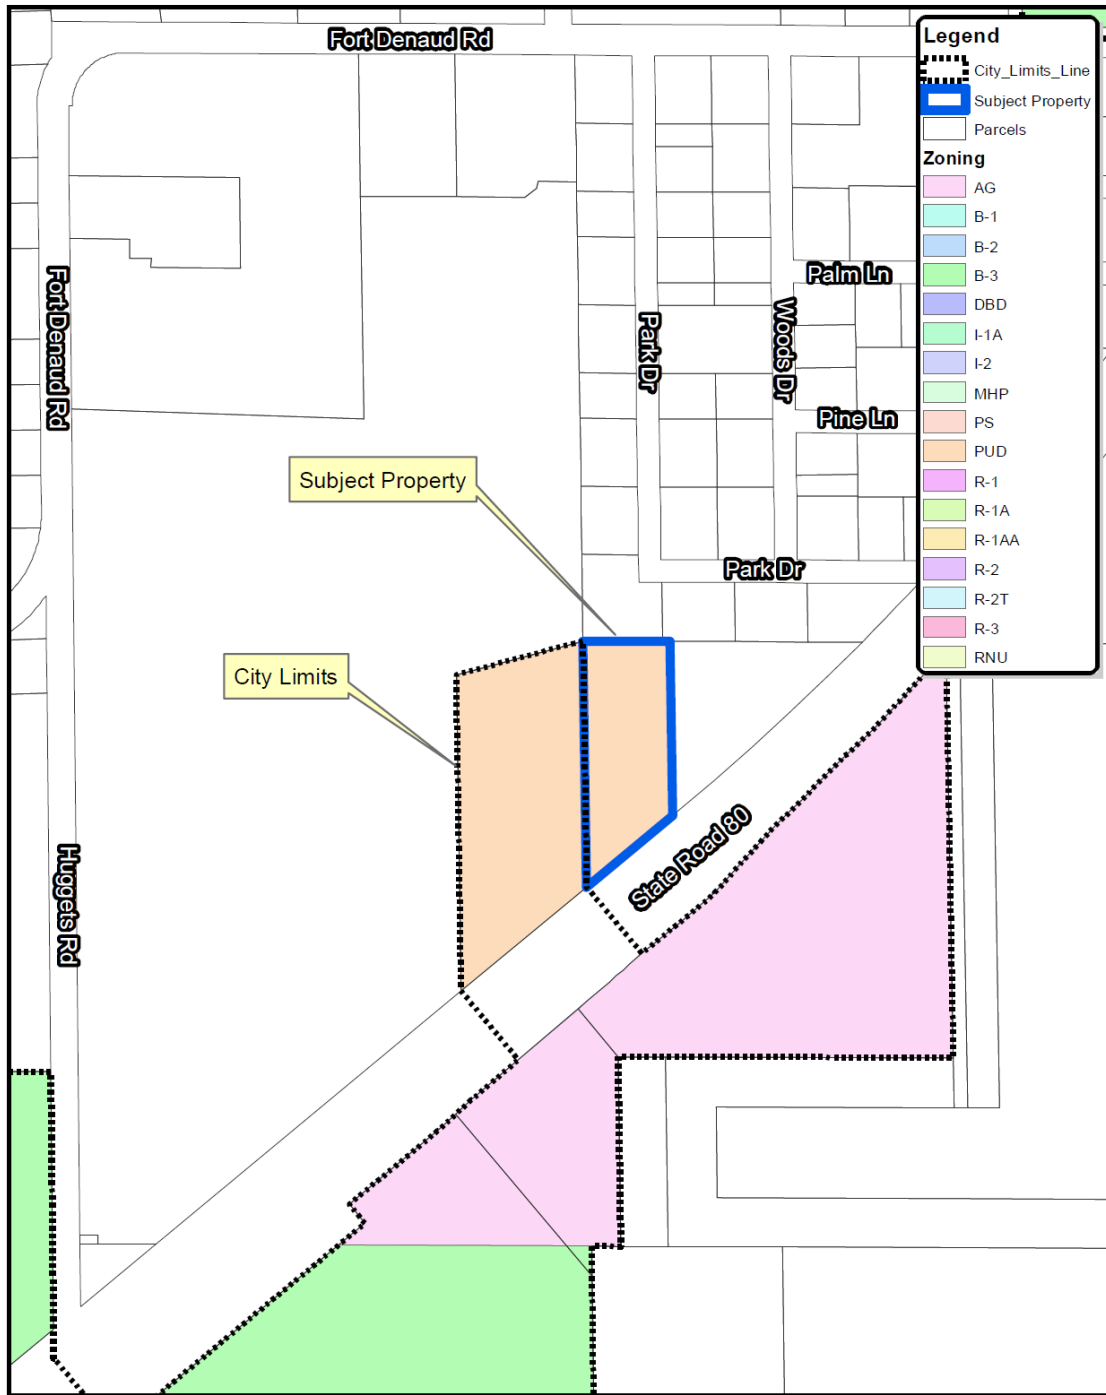 Fort Denaud Rd
Legend
City_Limits_Line
Subject Property
Parcels
Zoning
AG
B-1
B-2
B-3
DBD
I-1A
I-2
MHP
PS
PUD
R-1
R-1A
R-1AA
R-2
R-2T
R-3
RNU
Palm Ln
Fort Denaud Rd
Park Dr
Woods Dr
Pine Ln
Subject Property
Park Dr
City Limits
State Road 80
Huggets Rd